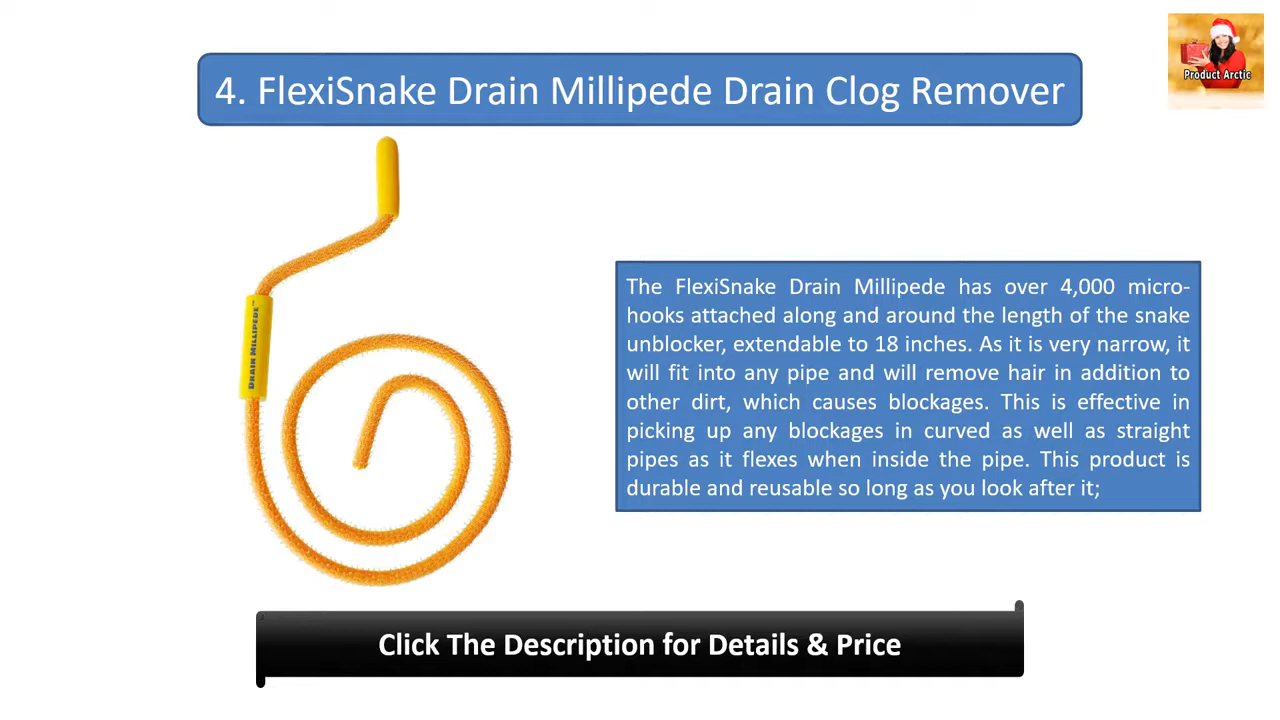 Product Arctic
4. FlexiSnake Drain Millipede Drain Clog Remover
DRAIN MILLIPEDE™
The FlexiSnake Drain Millipede has over 4,000 micro-
hooks attached along and around the length of the snake
unblocker, extendable to 18 inches. As it is very narrow, it
will fit into any pipe and will remove hair in addition to
other dirt, which causes blockages. This is effective in
picking up any blockages in curved as well as straight
pipes as it flexes when inside the pipe. This product is
durable and reusable so long as you look after it;
Click The Description for Details & Price